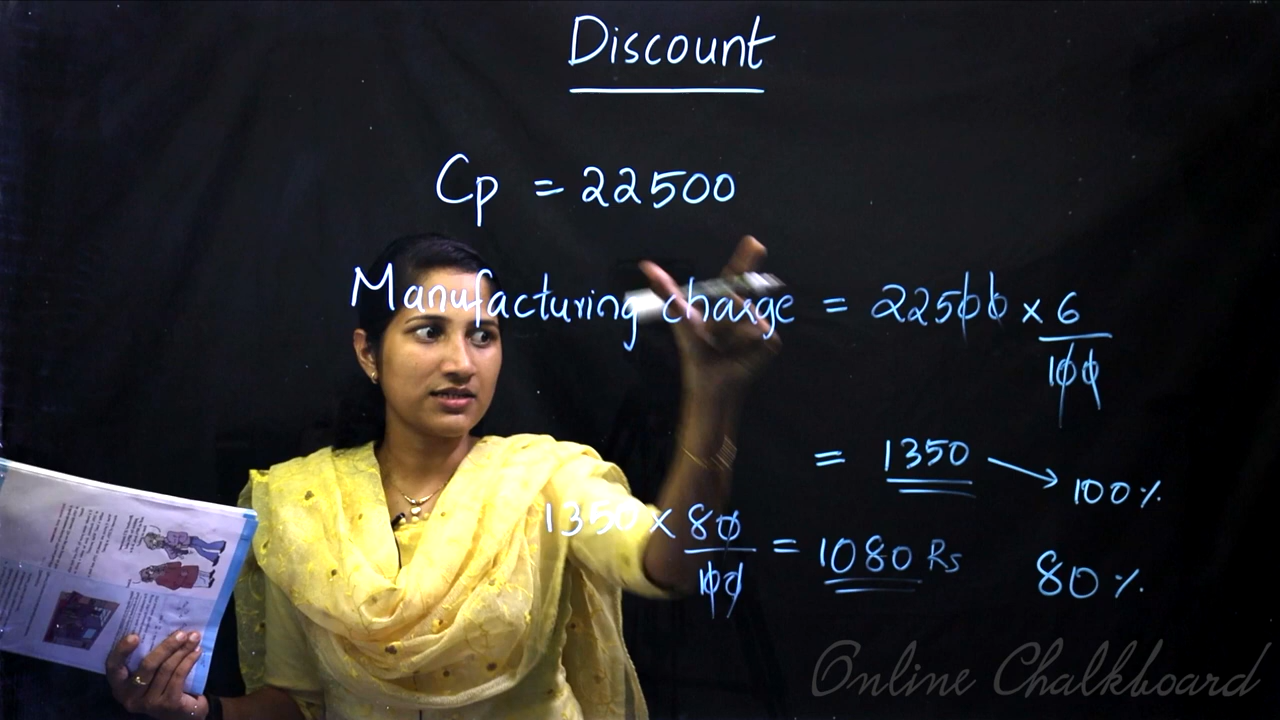 Discount
Cp = 22500
Manufacturing charge = 22500 × 6
100
= 1350 → 100%
1350 × 80
100
= 1080 Rs 80%
Online Chalkboard